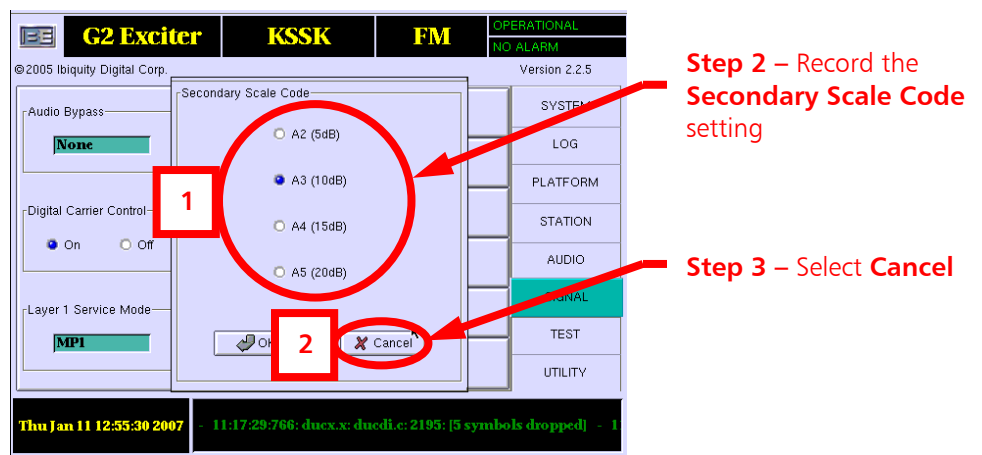 G2 Exciter
KSSK
FM
OPERATIONAL
NO ALARM
©2005 Ibiquity Digital Corp.
Version 2.2.5
Audio Bypass
None
Digital Carrier Control
On
Off
Layer 1 Service Mode
MP1
Secondary Scale Code
A2 (5dB)
A3 (10dB)
A4 (15dB)
A5 (20dB)
1
2
Cancel
SYSTEM
LOG
PLATFORM
STATION
AUDIO
SIGNAL
TEST
UTILITY
Thu Jan 11 12:55:30 2007
- 11:17:29:766: ducx.x: ducdi.c: 2195: [5 symbols dropped] - 1
Step 2 – Record the
Secondary Scale Code
setting
Step 3 – Select Cancel